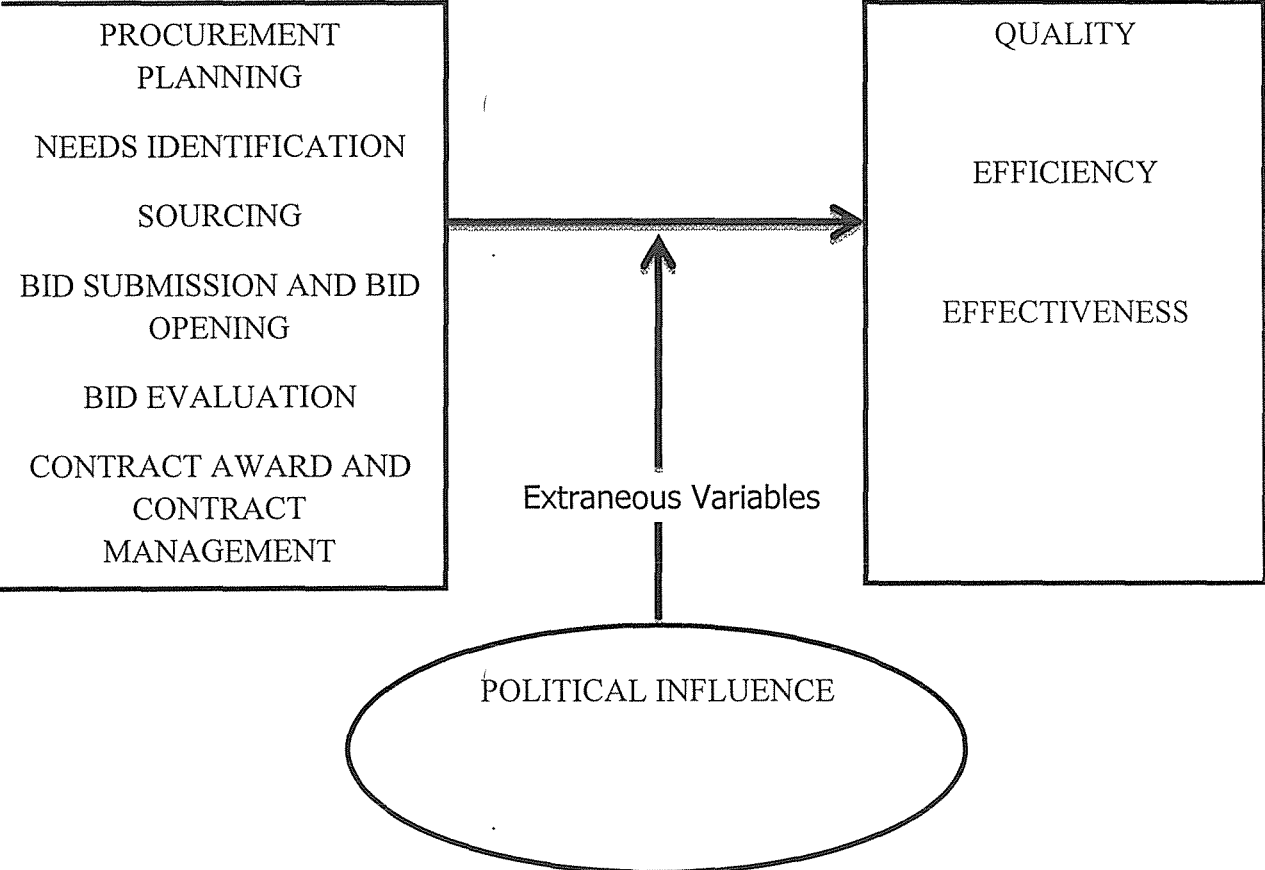 PROCUREMENT
PLANNING
NEEDS IDENTIFICATION
SOURCING
BID SUBMISSION AND BID
OPENING
BID EVALUATION
CONTRACT AWARD AND
CONTRACT
MANAGEMENT
QUALITY
EFFICIENCY
EFFECTIVENESS
Extraneous Variables
POLITICAL INFLUENCE